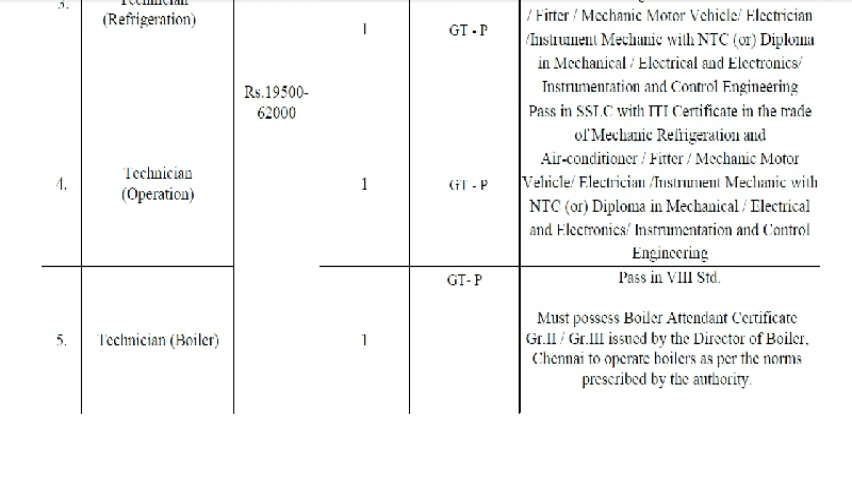 3.
Technician
(Refrigeration)
1
GT - P
/ Fitter / Mechanic Motor Vehicle/ Electrician
/Instrument Mechanic with NTC (or) Diploma
in Mechanical / Electrical and Electronics/
Instrumentation and Control Engineering
Rs.19500-
62000
4.
Technician
(Operation)
1
GT - P
Pass in SSLC with ITI Certificate in the trade
of Mechanic Refrigeration and
Air-conditioner / Fitter / Mechanic Motor
Vehicle/ Electrician /Instrument Mechanic with
NTC (or) Diploma in Mechanical / Electrical
and Electronics/ Instrumentation and Control
Engineering
5.
Technician (Boiler)
1
GT- P
Pass in VIII Std.
Must possess Boiler Attendant Certificate
Gr.II / Gr.III issued by the Director of Boiler,
Chennai to operate boilers as per the norms
prescribed by the authority.